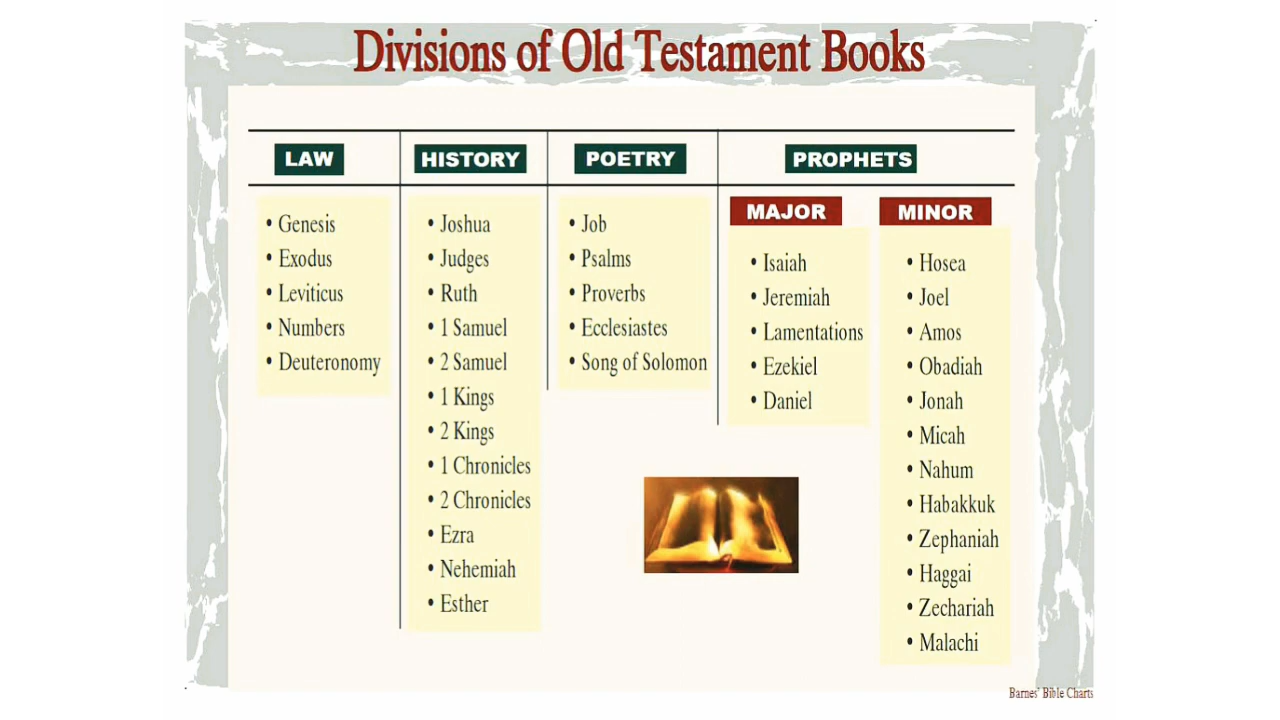 Divisions of Old Testament Books
LAW
• Genesis
• Exodus
• Leviticus
• Numbers
• Deuteronomy
HISTORY
• Joshua
• Judges
• Ruth
• 1 Samuel
• 2 Samuel
• 1 Kings
• 2 Kings
• 1 Chronicles
• 2 Chronicles
• Ezra
• Nehemiah
• Esther
POETRY
• Job
• Psalms
• Proverbs
• Ecclesiastes
• Song of Solomon
PROPHETS
MAJOR
• Isaiah
• Jeremiah
• Lamentations
• Ezekiel
• Daniel
MINOR
• Hosea
• Joel
• Amos
• Obadiah
• Jonah
• Micah
• Nahum
• Habakkuk
• Zephaniah
• Haggai
• Zechariah
• Malachi
Barnes' Bible Charts